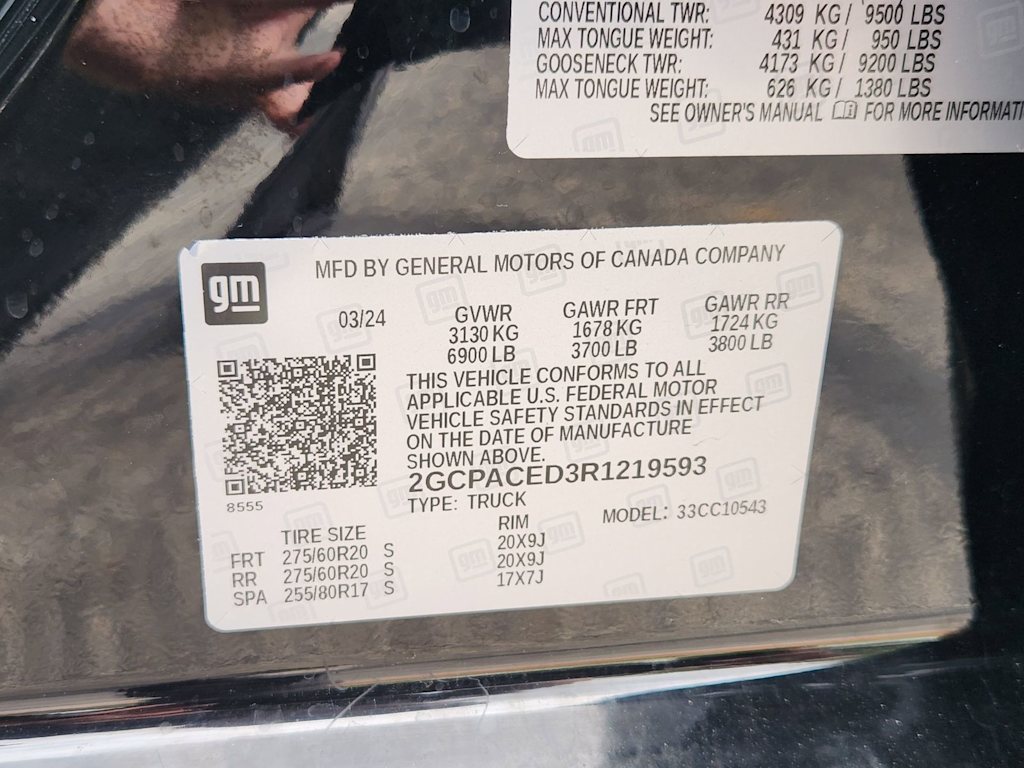 CONVENTIONAL TWR: 4309 KG / 9500 LBS
MAX TONGUE WEIGHT: 431 KG / 950 LBS
GOOSENECK TWR: 4173 KG / 9200 LBS
MAX TONGUE WEIGHT: 626 KG / 1380 LBS
SEE OWNER'S MANUAL FOR MORE INFORMATI
gm
MFD BY GENERAL MOTORS OF CANADA COMPANY
03/24 GVWR GAWR FRT GAWR RR
3130 KG 1678 KG 1724 KG
6900 LB 3700 LB 3800 LB
THIS VEHICLE CONFORMS TO ALL
APPLICABLE U.S. FEDERAL MOTOR
VEHICLE SAFETY STANDARDS IN EFFECT
ON THE DATE OF MANUFACTURE
SHOWN ABOVE.
2GCPACED3R1219593
8555
TYPE: TRUCK
MODEL: 33CC10543
TIRE SIZE RIM
FRT 275/60R20 S 20X9J
RR 275/60R20 S 20X9J
SPA 255/80R17 S 17X7J